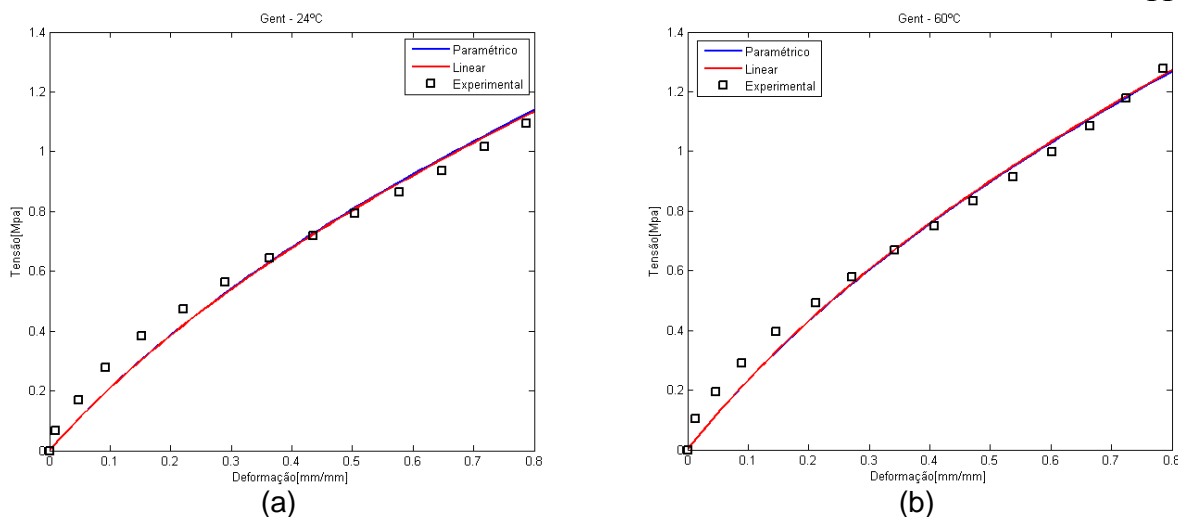 Gent - 24ºC
1.4
1.2
1
0.8
0.6
0.4
0.2
0
Tensão[Mpa]
Paramétrico
Linear
Experimental
0 0.1 0.2 0.3 0.4 0.5 0.6 0.7 0.8
Deformação[mm/mm]
(a)
Gent - 60ºC
1.4
1.2
1
0.8
0.6
0.4
0.2
0
Tensão[Mpa]
Paramétrico
Linear
Experimental
0 0.1 0.2 0.3 0.4 0.5 0.6 0.7 0.8
Deformação[mm/mm]
(b)